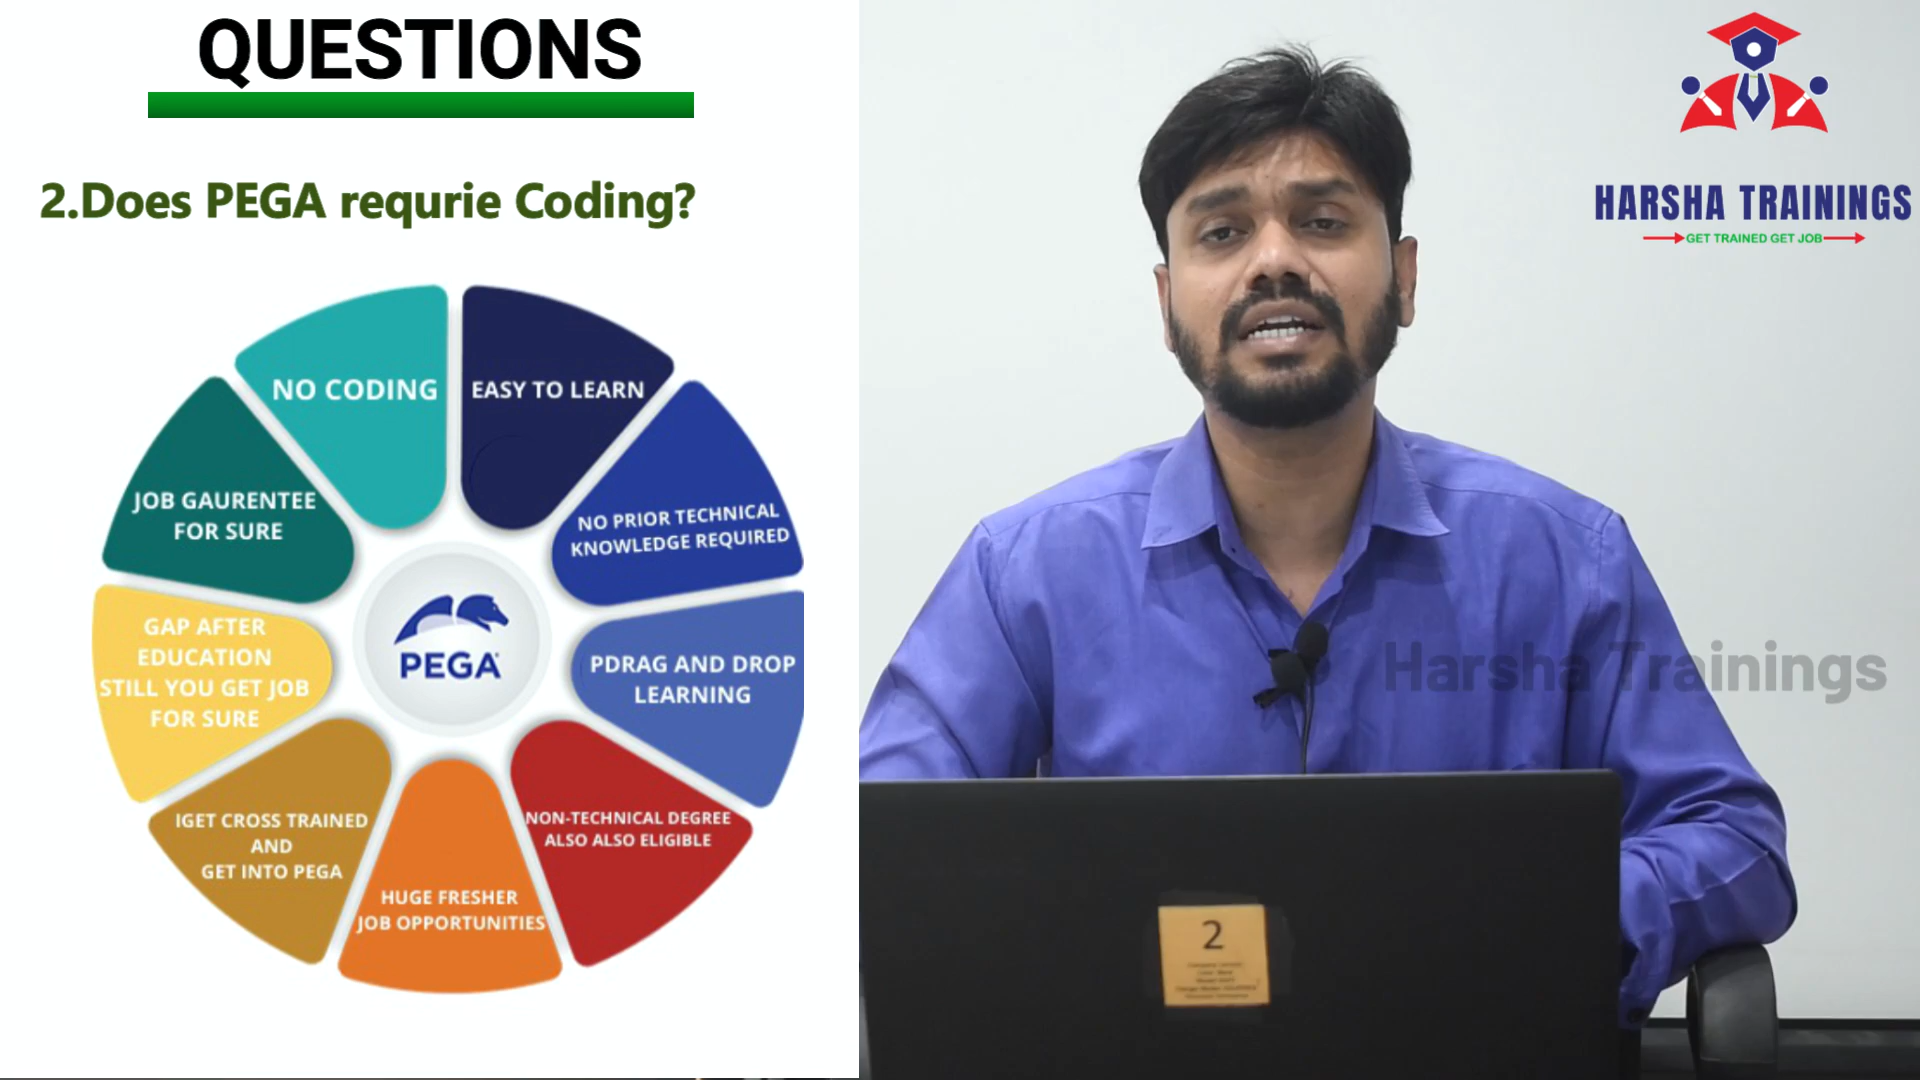 QUESTIONS
2.Does PEGA requrie Coding?
NO CODING
EASY TO LEARN
NO PRIOR TECHNICAL
KNOWLEDGE REQUIRED
PDRAG AND DROP
LEARNING
NON-TECHNICAL DEGREE
ALSO ALSO ELIGIBLE
HUGE FRESHER
JOB OPPORTUNITIES
IGET CROSS TRAINED
AND
GET INTO PEGA
GAP AFTER
EDUCATION
STILL YOU GET JOB
FOR SURE
JOB GAURENTEE
FOR SURE
PEGA
HARSHA TRAININGS
GET TRAINED GET JOB
Harsha Trainings
2